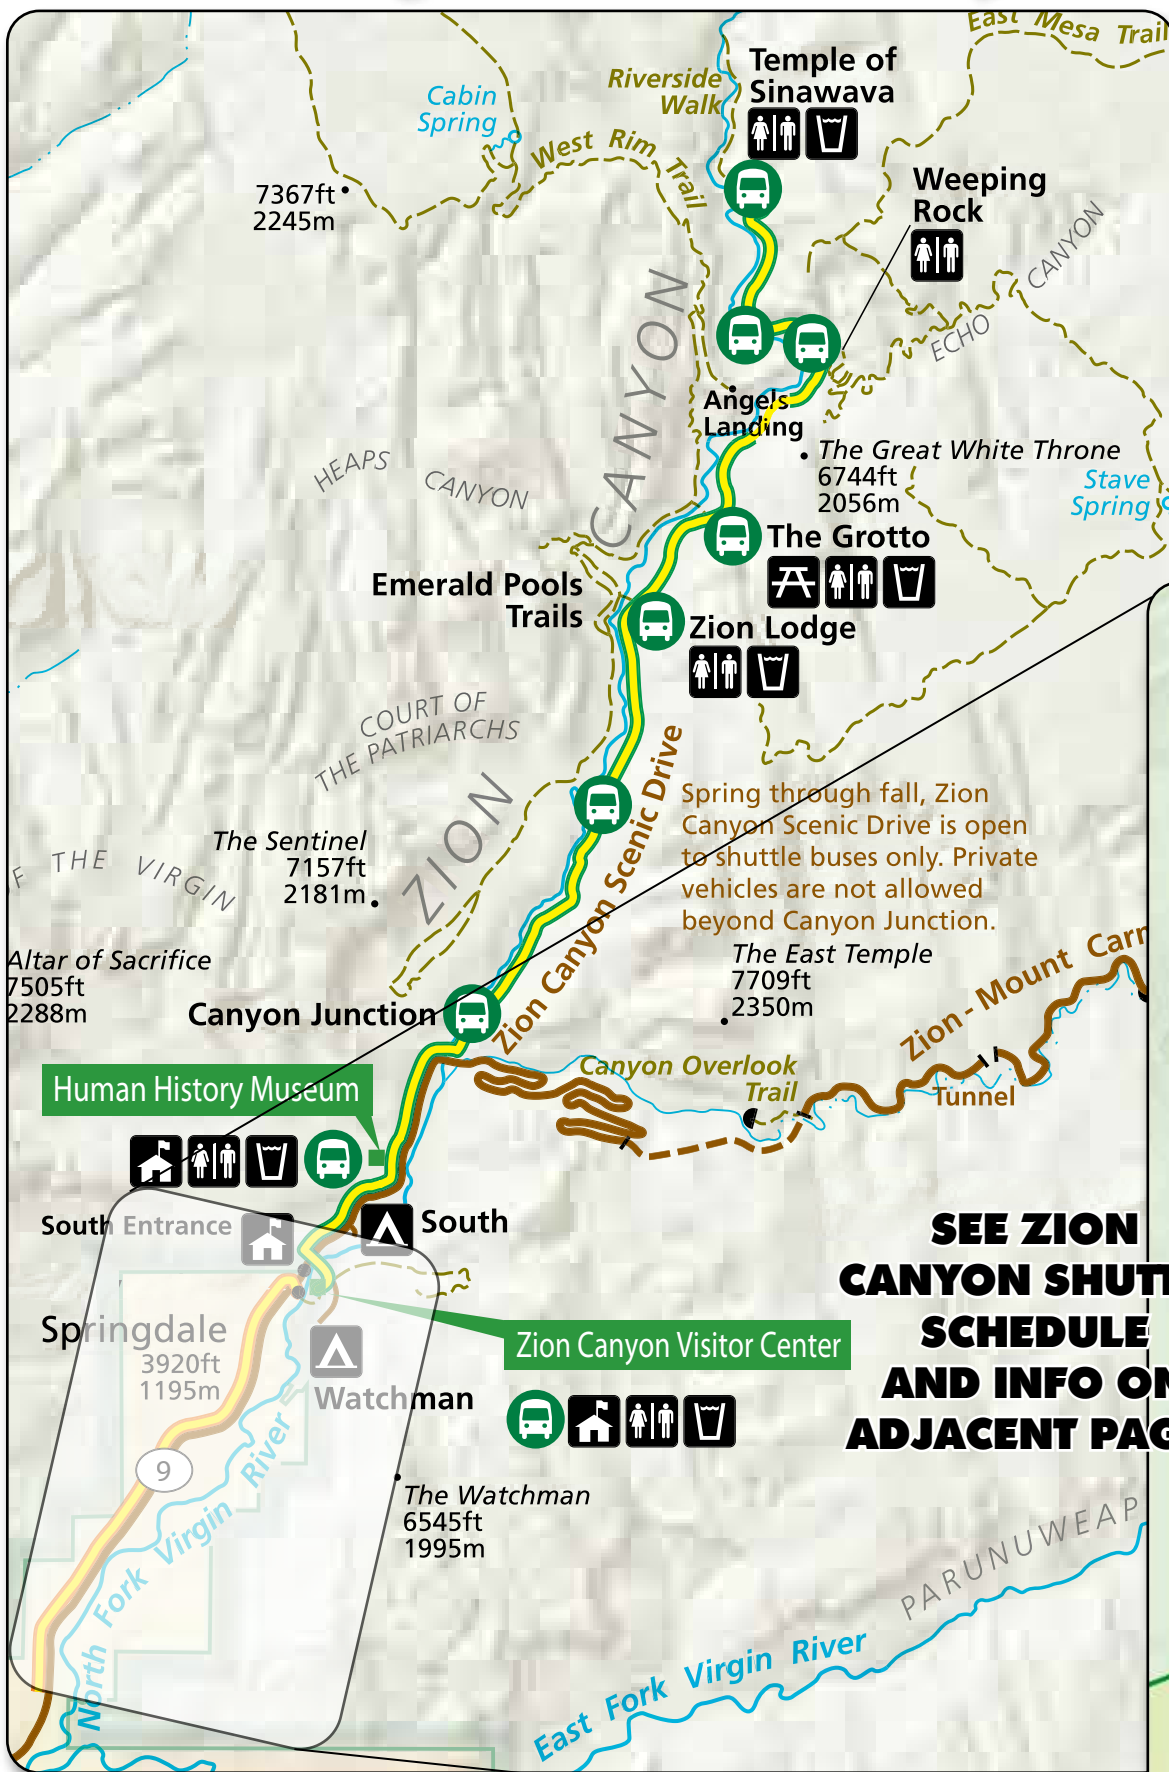 East Mesa Trail
Temple of
Sinawava
Riverside
Walk
Cabin
Spring
West Rim Trail
Weeping
Rock
7367ft
2245m
CANYON
ECHO
CANYON
Angels
Landing
The Great White Throne
6744ft
2056m
Stave
Spring
HEAPS CANYON
The Grotto
Emerald Pools
Trails
Zion Lodge
COURT OF
THE PATRIARCHS
ZION
Zion Canyon Scenic Drive
Spring through fall, Zion
Canyon Scenic Drive is open
to shuttle buses only. Private
vehicles are not allowed
beyond Canyon Junction.
The Sentinel
7157ft
2181m
OF THE VIRGIN
Altar of Sacrifice
7505ft
2288m
The East Temple
7709ft
2350m
Zion - Mount Carm
Canyon Junction
Canyon Overlook
Trail
Tunnel
Human History Museum
South Entrance
South
SEE ZION
CANYON SHUTT
SCHEDULE
AND INFO ON
ADJACENT PAG
Springdale
3920ft
1195m
Zion Canyon Visitor Center
Watchman
9
The Watchman
6545ft
1995m
North Fork Virgin River
PARUNUWEAP
East Fork Virgin River